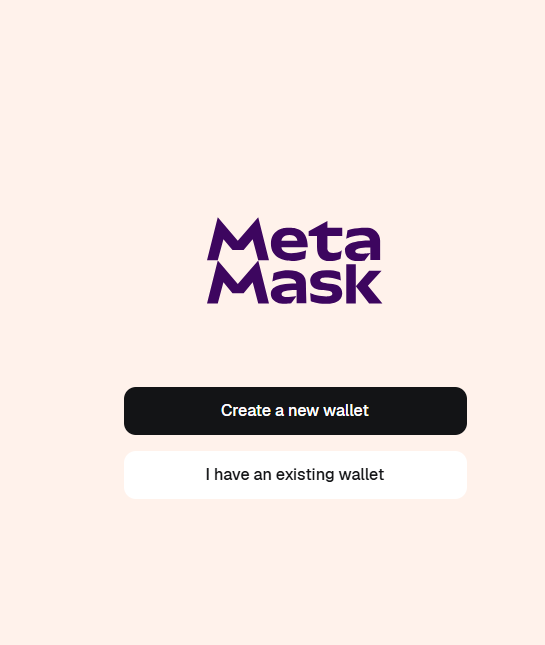 Meta
Mask
Create a new wallet
I have an existing wallet